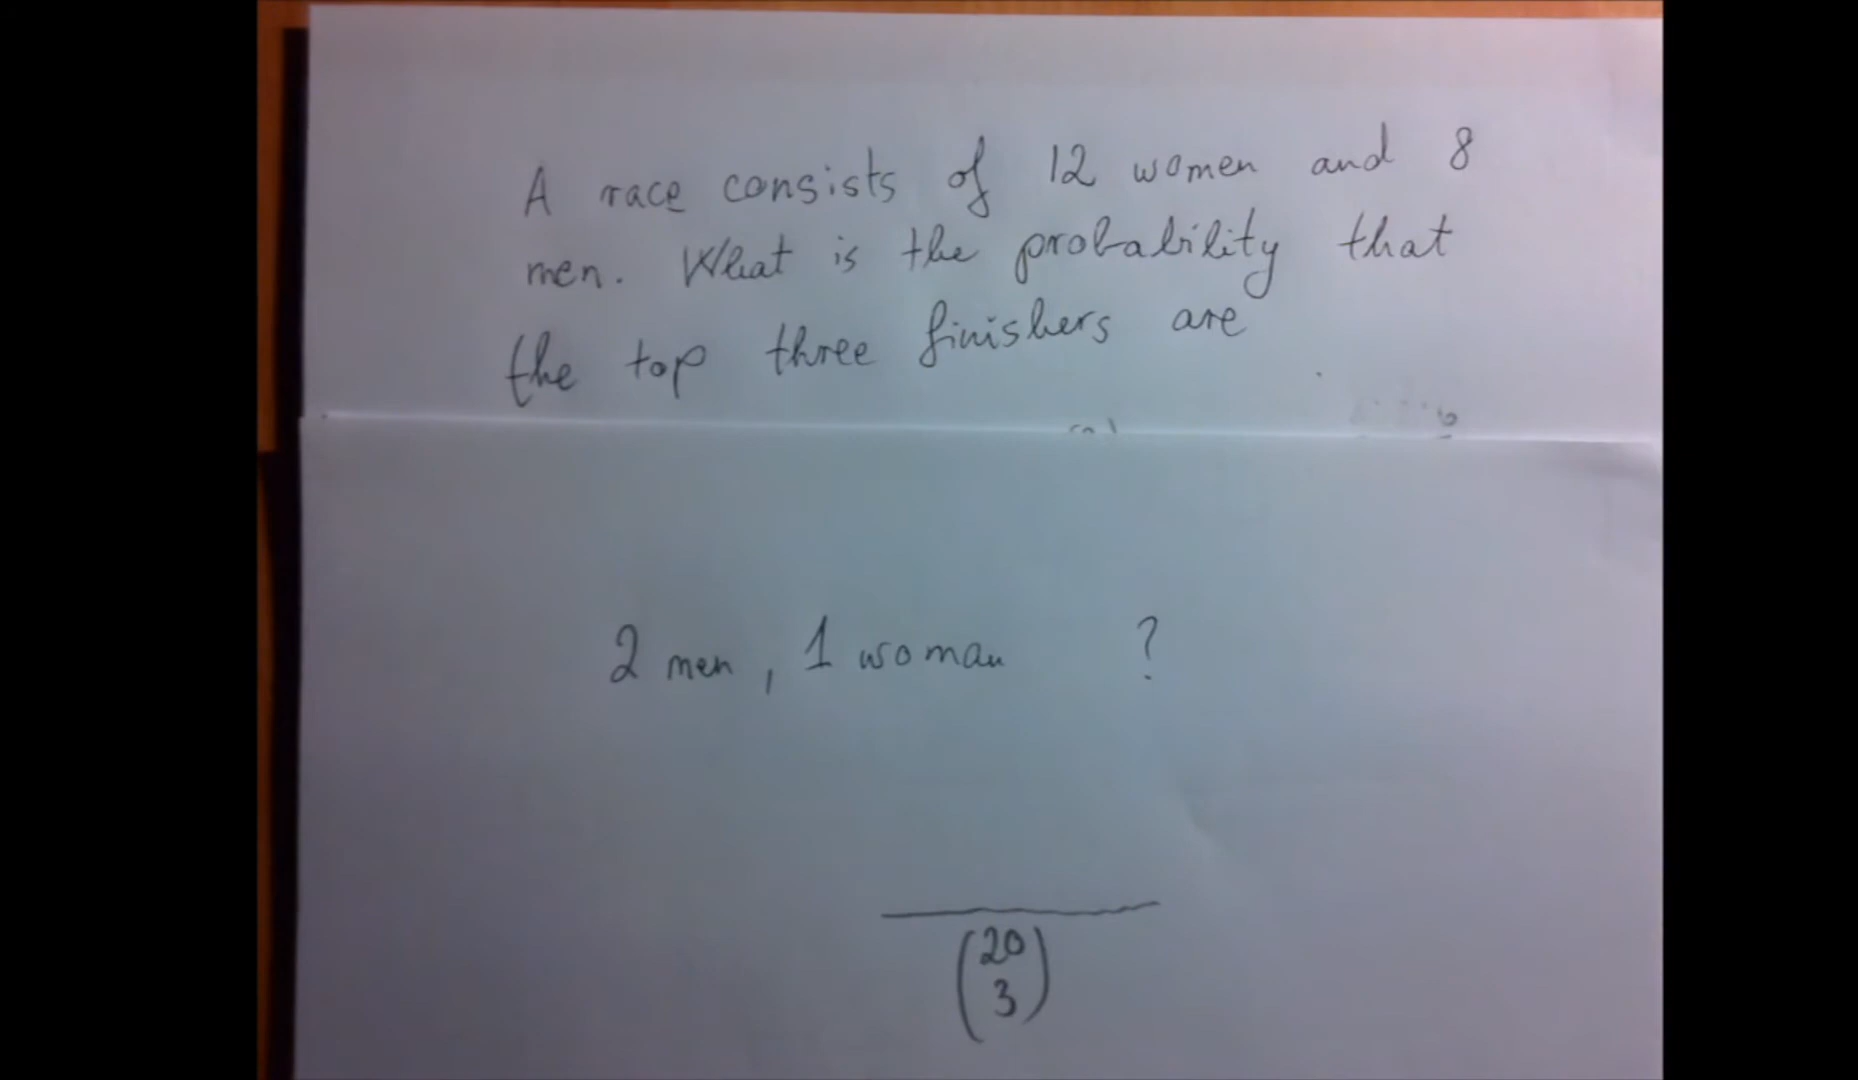 A race consists of 12 women and 8
men. What is the probability that
the top three finishers are
2 men, 1 woman ?
(20
3)